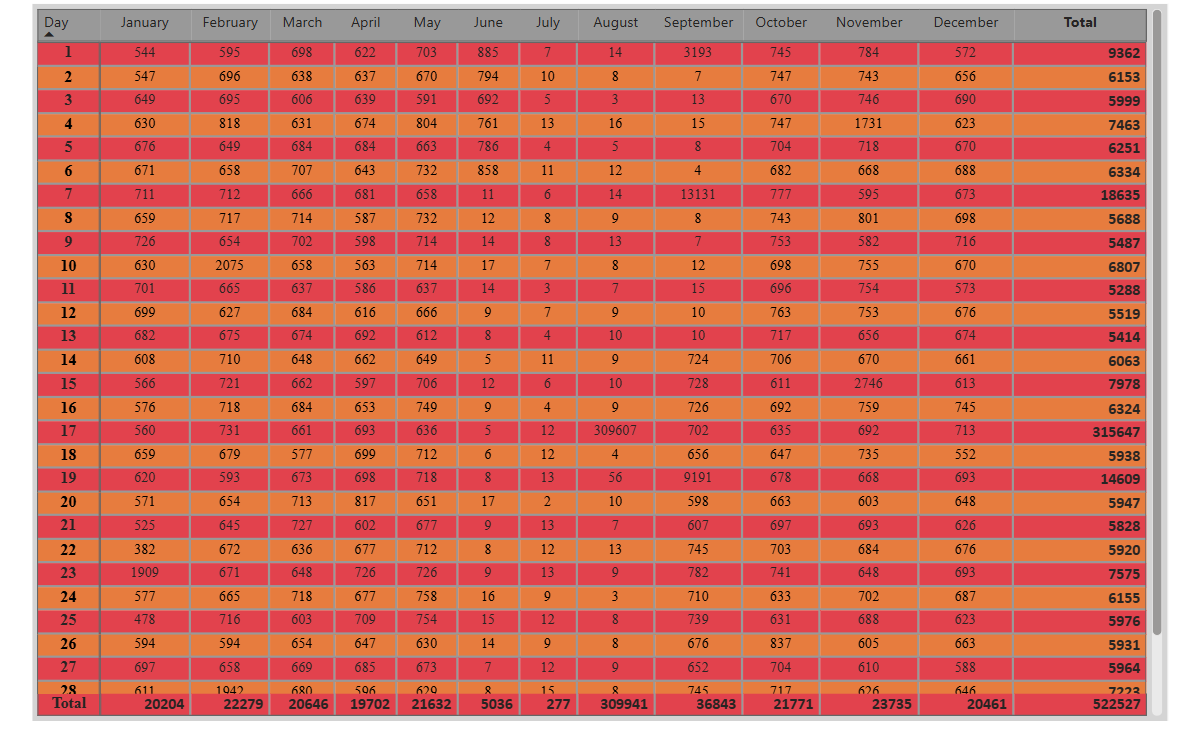 Day January February March April May June July August September October November December Total
1 544 595 698 622 703 885 7 14 3193 745 784 572 9362
2 547 696 638 637 670 794 10 8 7 747 743 656 6153
3 649 695 606 639 591 692 5 3 13 670 746 690 5999
4 630 818 631 674 804 761 13 16 15 747 1731 623 7463
5 676 649 684 684 663 786 4 5 8 704 718 670 6251
6 671 658 707 643 732 858 11 12 4 682 668 688 6334
7 711 712 666 681 658 11 6 14 13131 777 595 673 18635
8 659 717 714 587 732 12 8 9 8 743 801 698 5688
9 726 654 702 598 714 14 8 13 7 753 582 716 5487
10 630 2075 658 563 714 17 7 8 12 698 755 670 6807
11 701 665 637 586 637 14 3 7 15 696 754 573 5288
12 699 627 684 616 666 9 7 9 10 763 753 676 5519
13 682 675 674 692 612 8 4 10 10 717 656 674 5414
14 608 710 648 662 649 5 11 9 724 706 670 661 6063
15 566 721 662 597 706 12 6 10 728 611 2746 613 7978
16 576 718 684 653 749 9 4 9 726 692 759 745 6324
17 560 731 661 693 636 5 12 309607 702 635 692 713 315647
18 659 679 577 699 712 6 12 4 656 647 735 552 5938
19 620 593 673 698 718 8 13 56 9191 678 668 693 14609
20 571 654 713 817 651 17 2 10 598 663 603 648 5947
21 525 645 727 602 677 9 13 7 607 697 693 626 5828
22 382 672 636 677 712 8 12 13 745 703 684 676 5920
23 1909 671 648 726 726 9 13 9 782 741 648 693 7575
24 577 665 718 677 758 16 9 3 710 633 702 687 6155
25 478 716 603 709 754 15 12 8 739 631 688 623 5976
26 594 594 654 647 630 14 9 8 676 837 605 663 5931
27 697 658 669 685 673 7 12 9 652 704 610 588 5964
28 611 1942 680 596 629 8 15 8 745 717 626 646 7223
Total 20204 22279 20646 19702 21632 5036 277 309941 36843 21771 23735 20461 522527